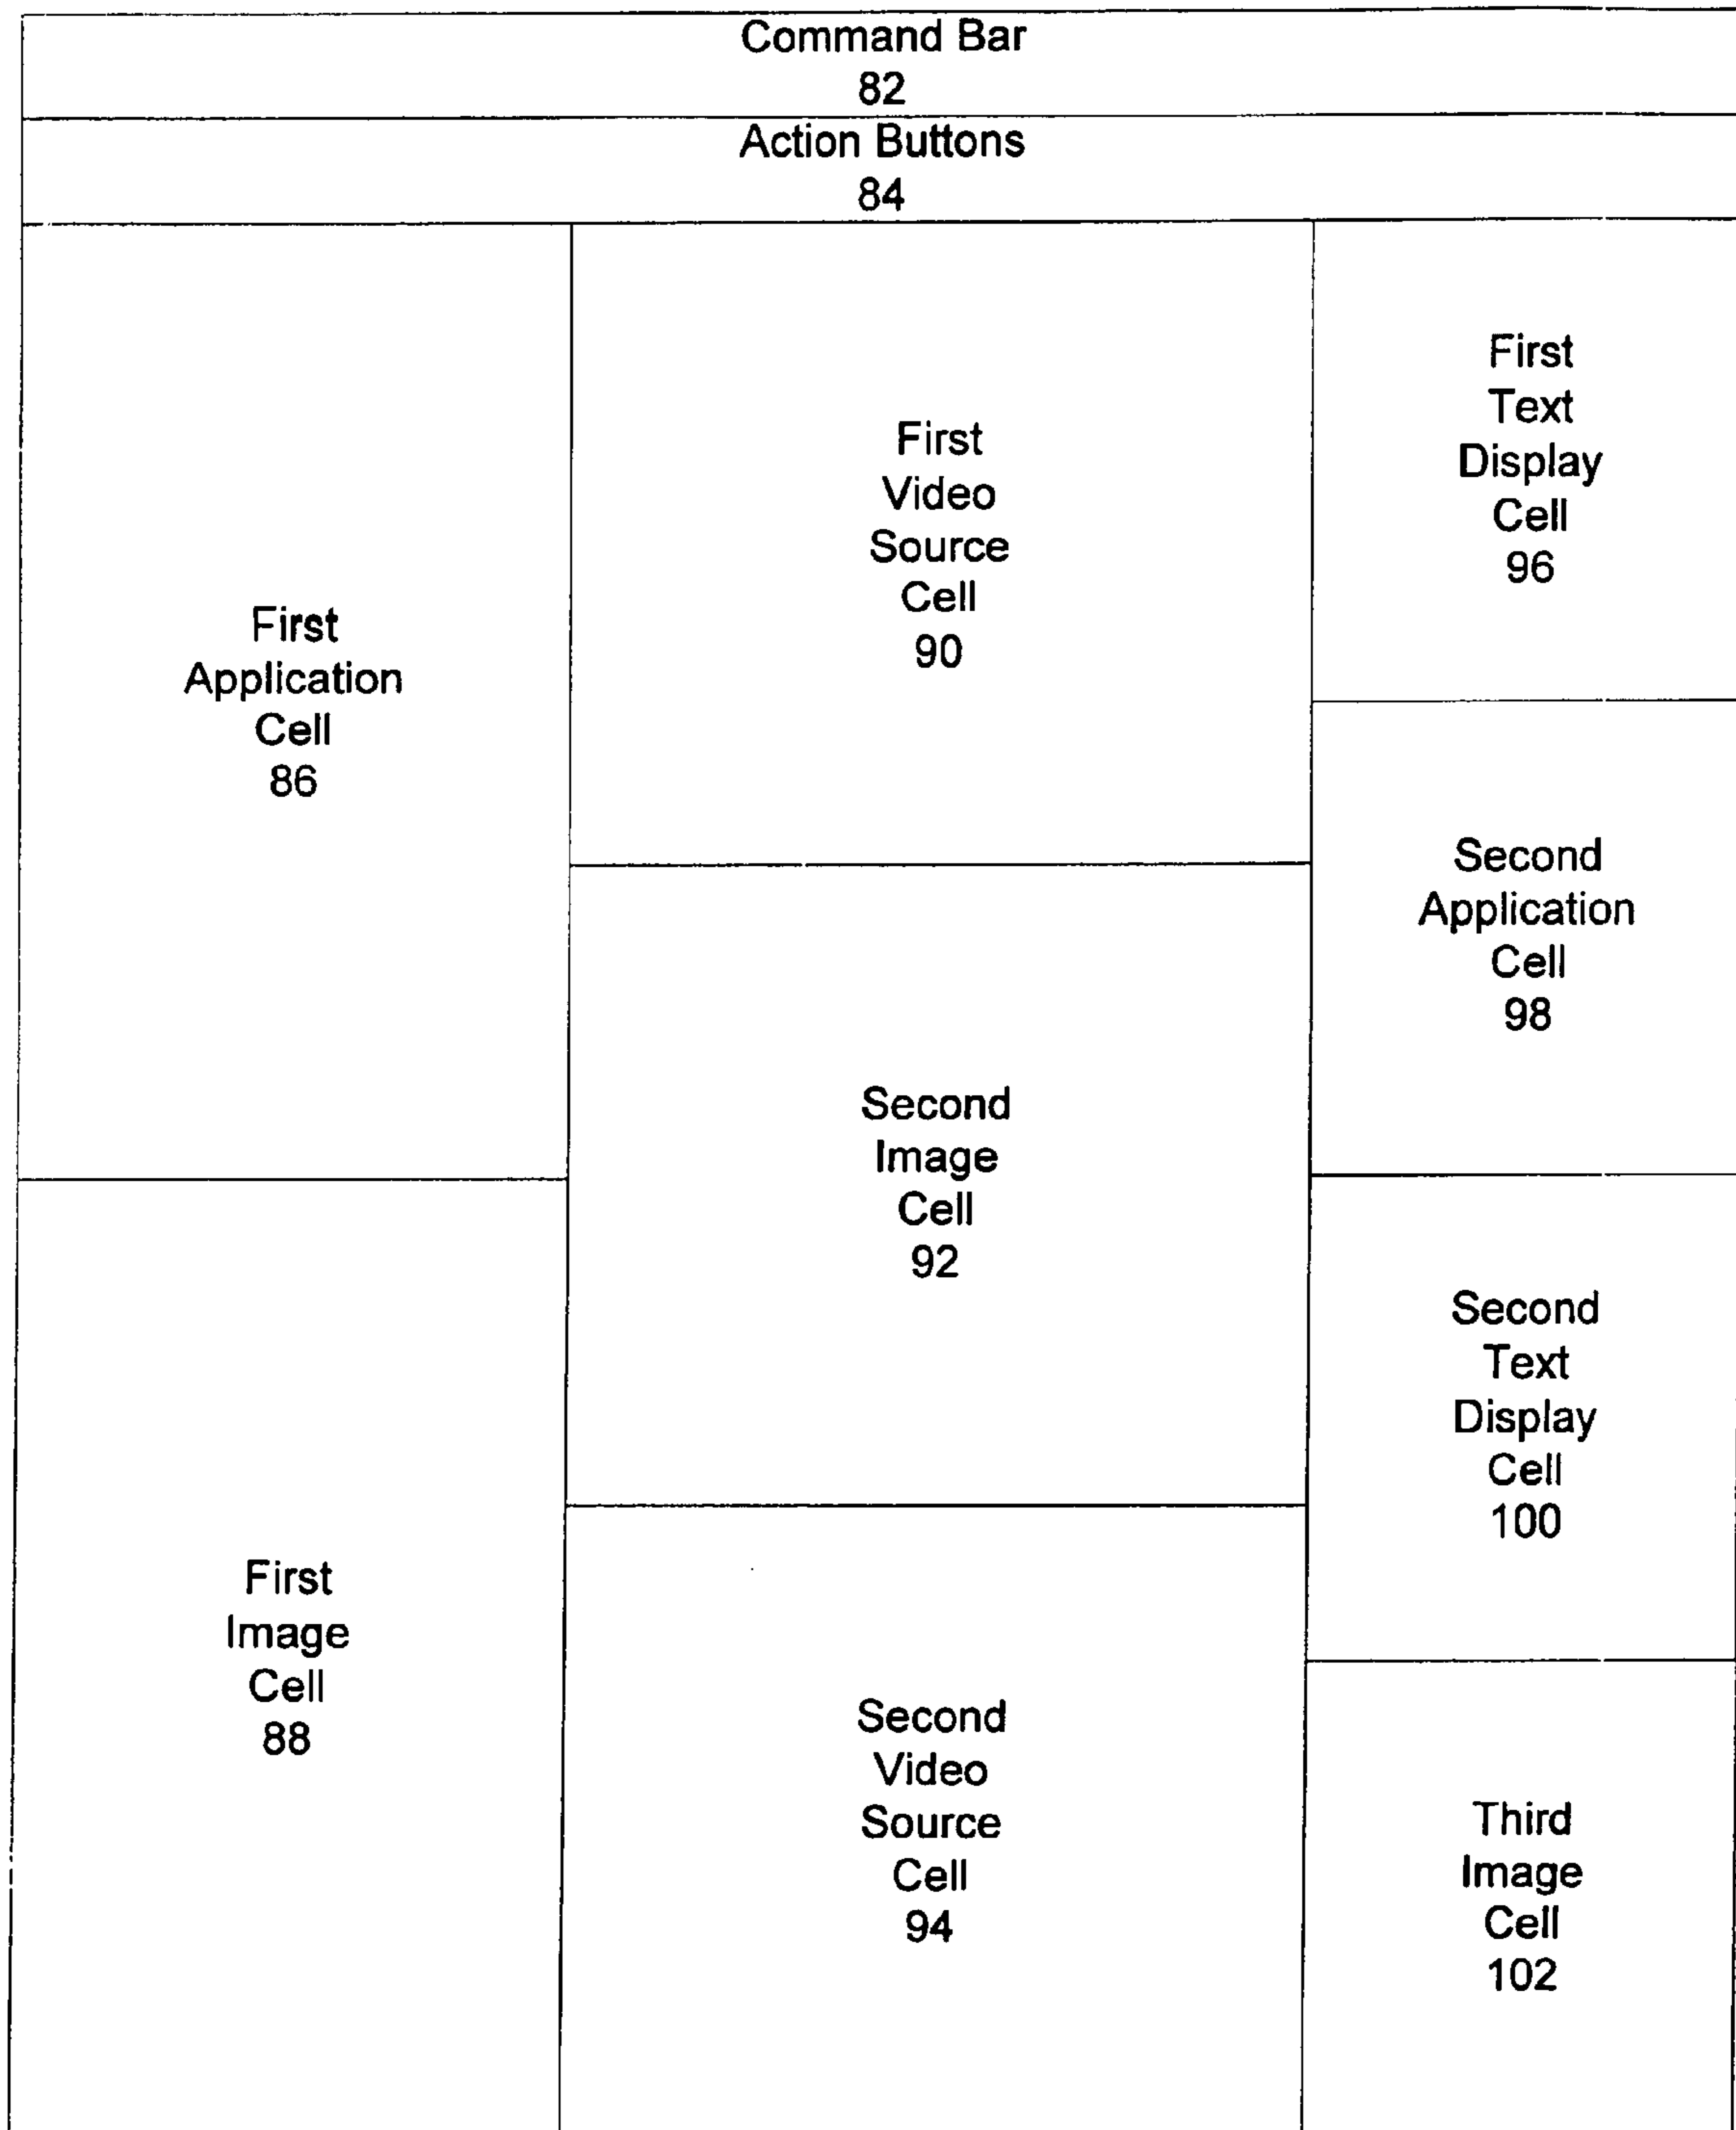 Command Bar
82
Action Buttons
84
First
Application
Cell
86
First
Image
Cell
88
First
Video
Source
Cell
90
Second
Image
Cell
92
Second
Video
Source
Cell
94
First
Text
Display
Cell
96
Second
Application
Cell
98
Second
Text
Display
Cell
100
Third
Image
Cell
102